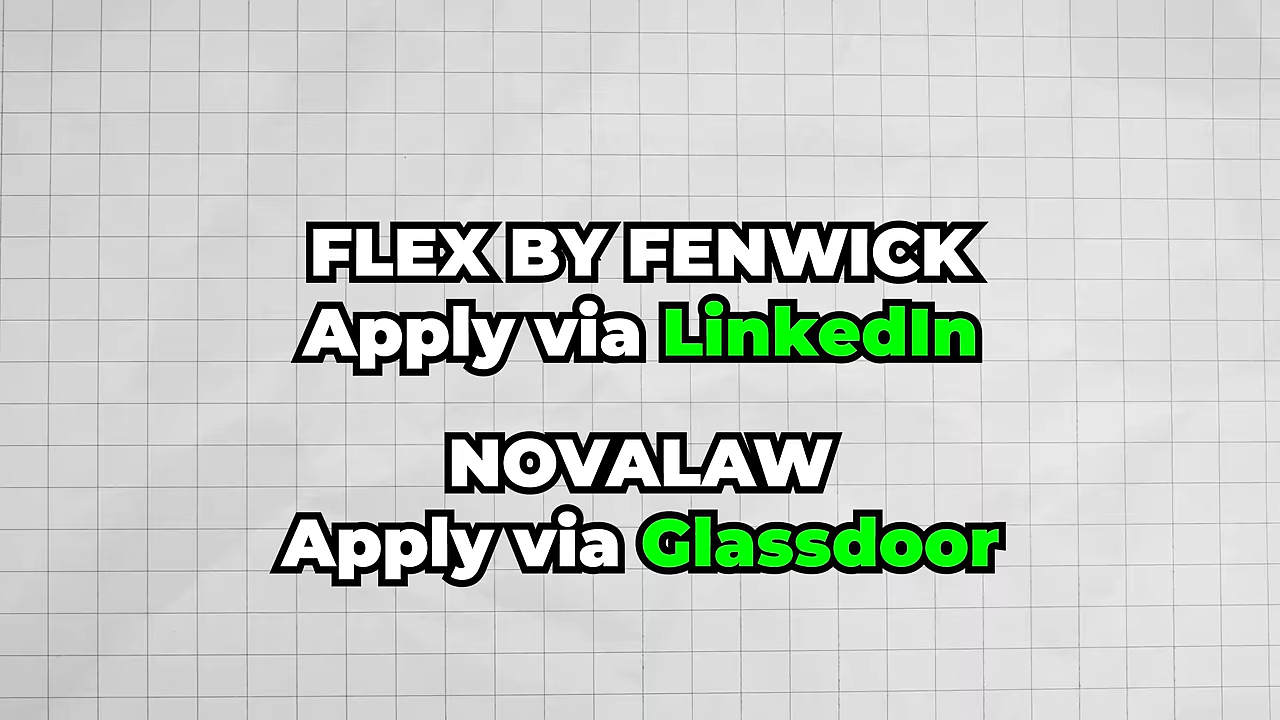 FLEX BY FENWICK
Apply via LinkedIn
NOVALAW
Apply via Glassdoor